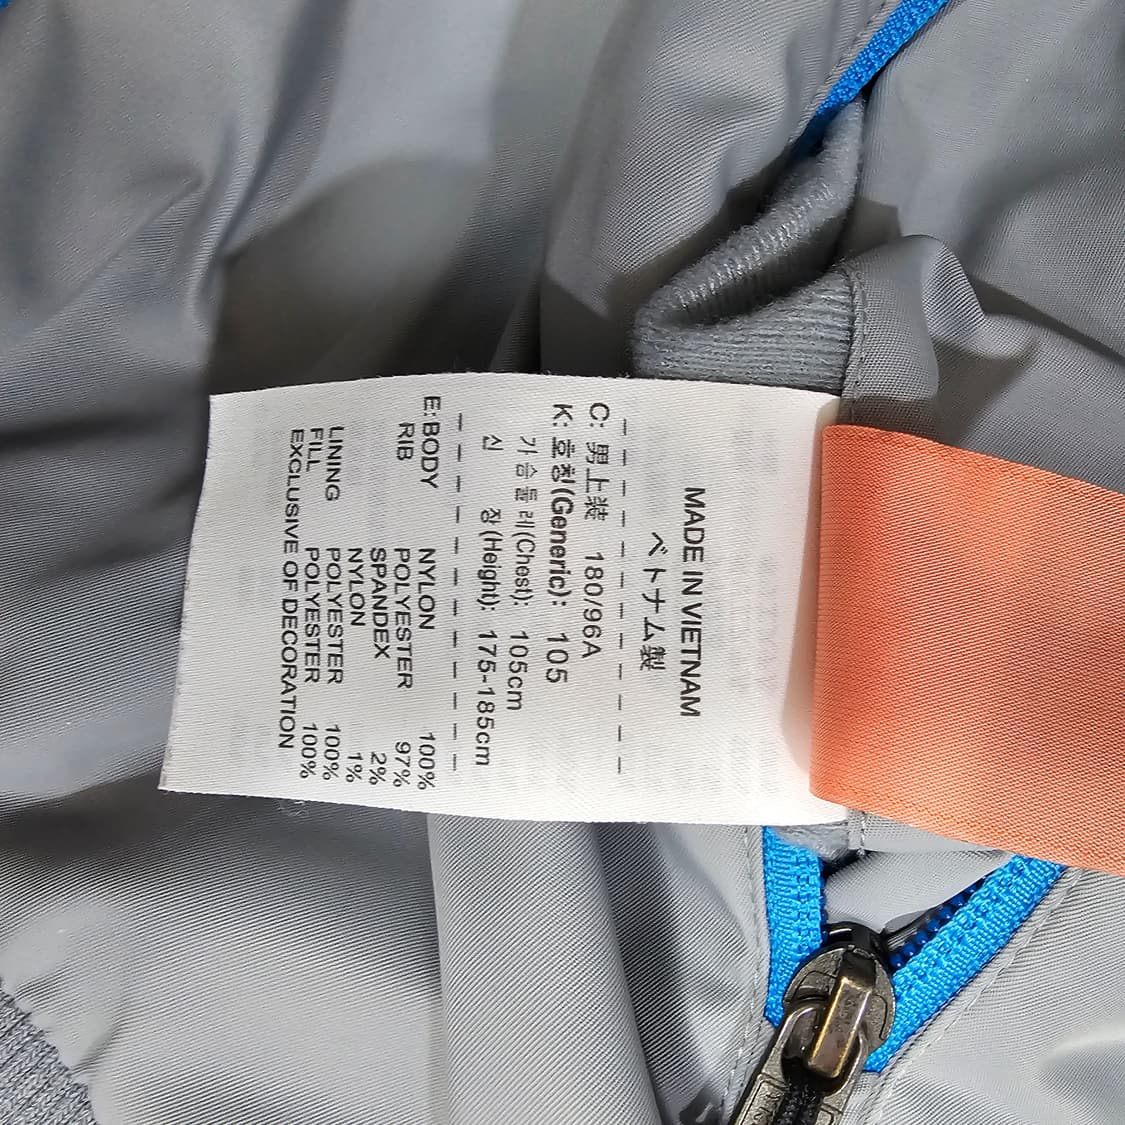 MADE IN VIETNAM
ベトナム製
C: 男上装 180/96A
K: 호칭(Generic): 105
가슴둘레(Chest): 105cm
신 장(Height): 175-185cm
E: BODY NYLON 100%
RIB POLYESTER 97%
SPANDEX 2%
NYLON 1%
LINING POLYESTER 100%
FILL POLYESTER 100%
EXCLUSIVE OF DECORATION